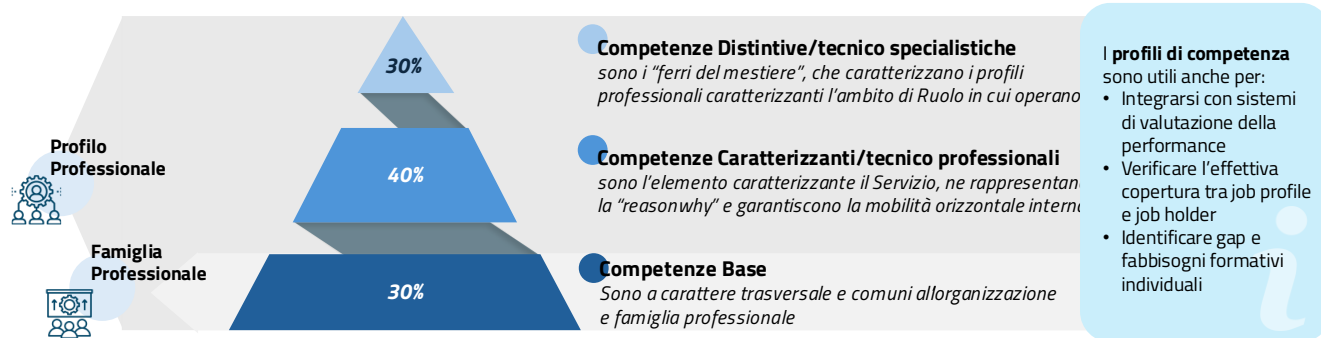 Profilo
Professionale
Famiglia
Professionale
30%
40%
30%
Competenze Distintive/tecnico specialistiche
sono i “ferri del mestiere”, che caratterizzano i profili
professionali caratterizzanti l’ambito di Ruolo in cui operano
Competenze Caratterizzanti/tecnico professionali
sono l’elemento caratterizzante il Servizio, ne rappresentan
la “reasonwhy” e garantiscono la mobilità orizzontale intern
Competenze Base
Sono a carattere trasversale e comuni allorganizzazione
e famiglia professionale
I profili di competenza
sono utili anche per:
• Integrarsi con sistemi
di valutazione della
performance
• Verificare l’effettiva
copertura tra job profile
e job holder
• Identificare gap e
fabbisogni formativi
individuali
i